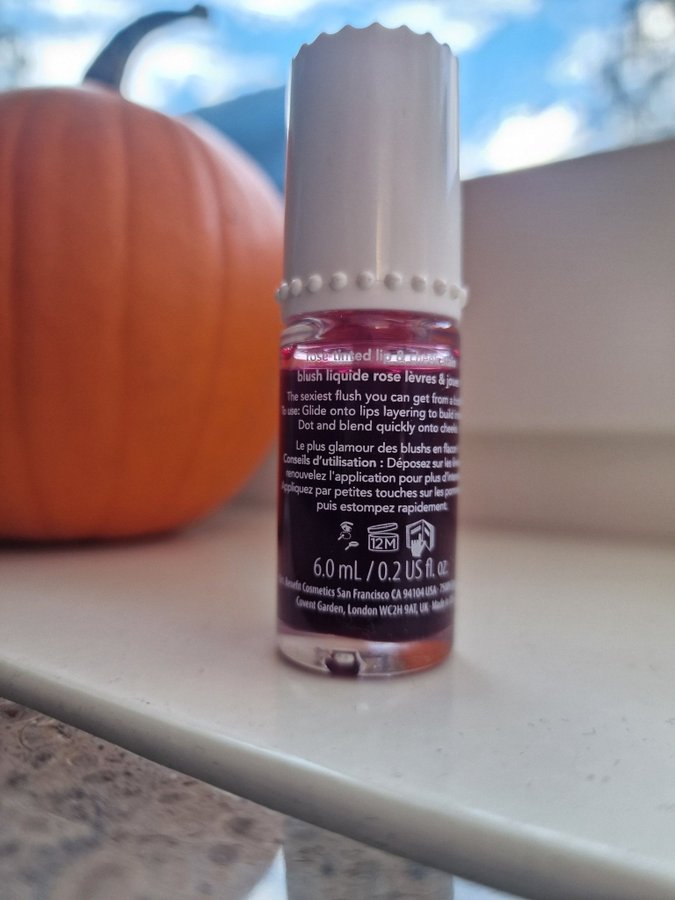 rose-tinted lip & cheek
blush liquide rose lèvres &
The sexiest flush you can get from a
To use: Glide onto lips layering to build
Dot and blend quickly onto
Le plus glamour des blushs en flacon
Conseils d'utilisation : Déposez sur les
renouvelez l'application pour plus
Appliquez par petites touches sur les
puis estompez rapidement.
12M
6.0 mL / 0.2 US fl. oz.
Benefit Cosmetics San Francisco CA 94104 USA
Covent Garden, London WC2H 9AT, UK